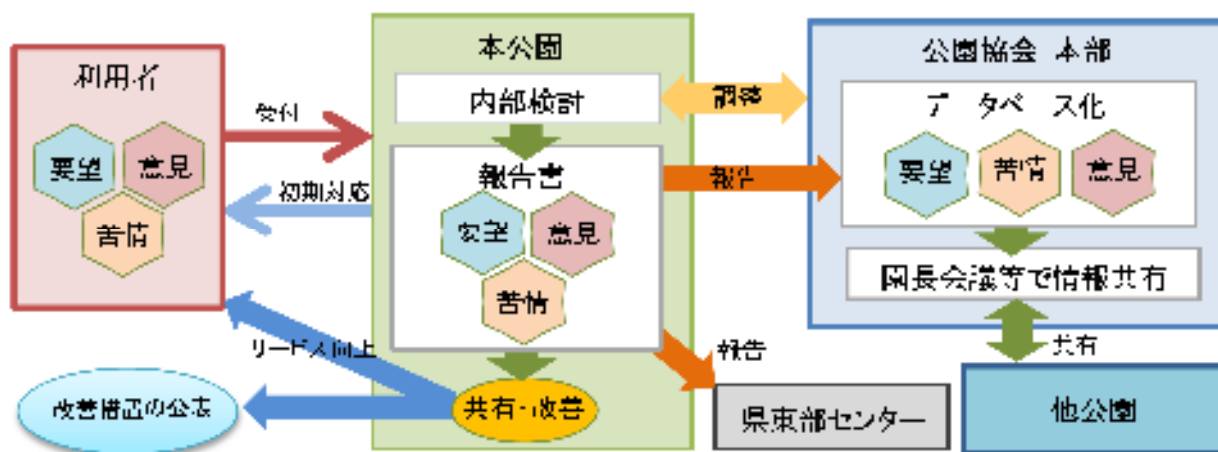 利用者
要望
意見
苦情
受付
初期対応
本公園
内部検討
報告書
要望
意見
苦情
共有・改善
サービス向上
改善措置の公表
調整
報告
報告
県東部センター
公園協会 本部
データベース化
要望
苦情
意見
園長会議等で情報共有
共有
他公園